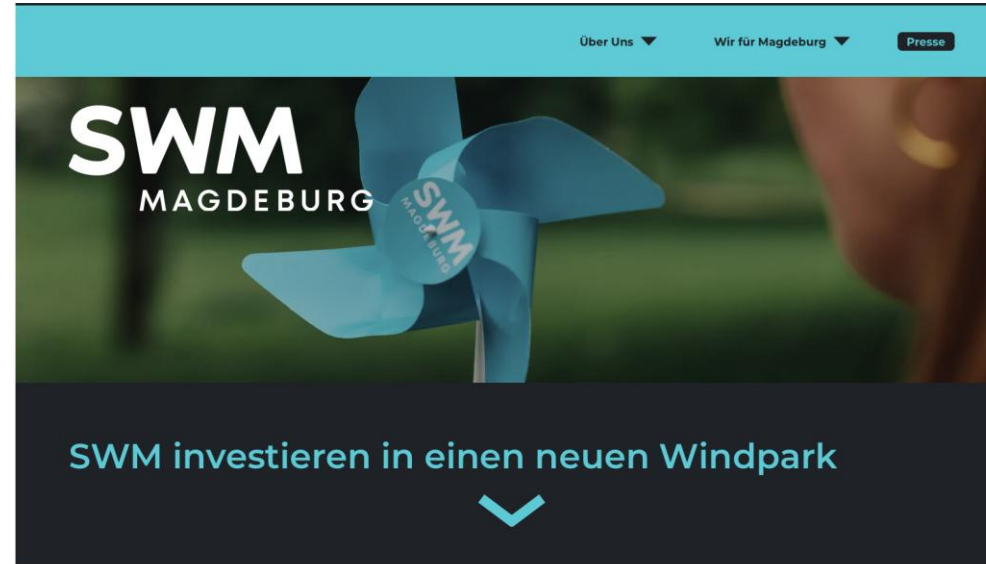 Über Uns
Wir für Magdeburg
Presse
SWM
MAGDEBURG
SWM
MAGDEBURG
SWM investieren in einen neuen Windpark